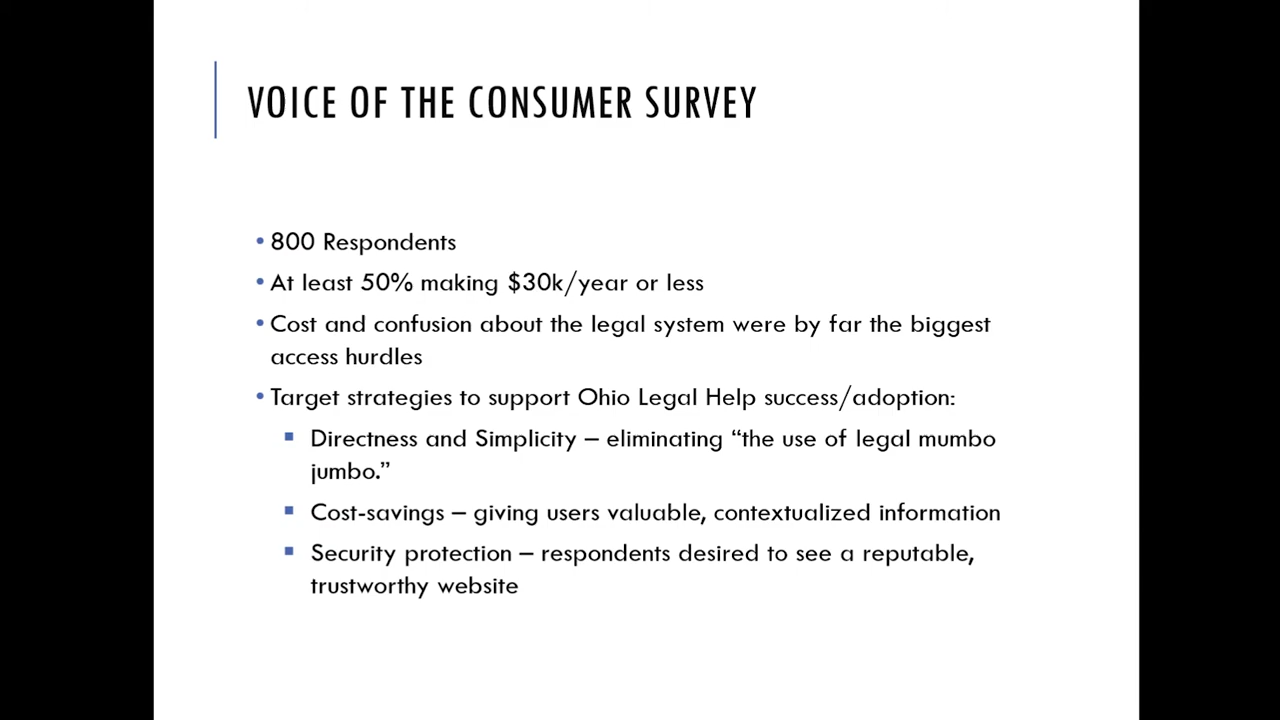 VOICE OF THE CONSUMER SURVEY
• 800 Respondents
• At least 50% making $30k/year or less
• Cost and confusion about the legal system were by far the biggest
access hurdles
• Target strategies to support Ohio Legal Help success/adoption:
▪ Directness and Simplicity – eliminating “the use of legal mumbo
jumbo.”
▪ Cost-savings – giving users valuable, contextualized information
▪ Security protection – respondents desired to see a reputable,
trustworthy website